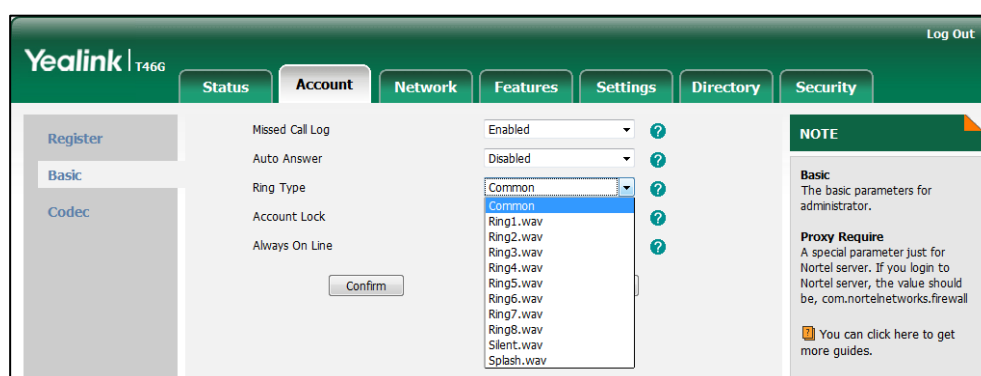 Log Out
Yealink | T46G
Status Account Network Features Settings Directory Security
Register
Basic
Codec
Missed Call Log Enabled
Auto Answer Disabled
Ring Type Common
Account Lock
Always On Line
Common
Ring1.wav
Ring2.wav
Ring3.wav
Ring4.wav
Ring5.wav
Ring6.wav
Ring7.wav
Ring8.wav
Silent.wav
Splash.wav
Confirm
NOTE
Basic
The basic parameters for
administrator.
Proxy Require
A special parameter just for
Nortel server. If you login to
Nortel server, the value should
be, com.nortelnetworks.firewall
You can click here to get
more guides.